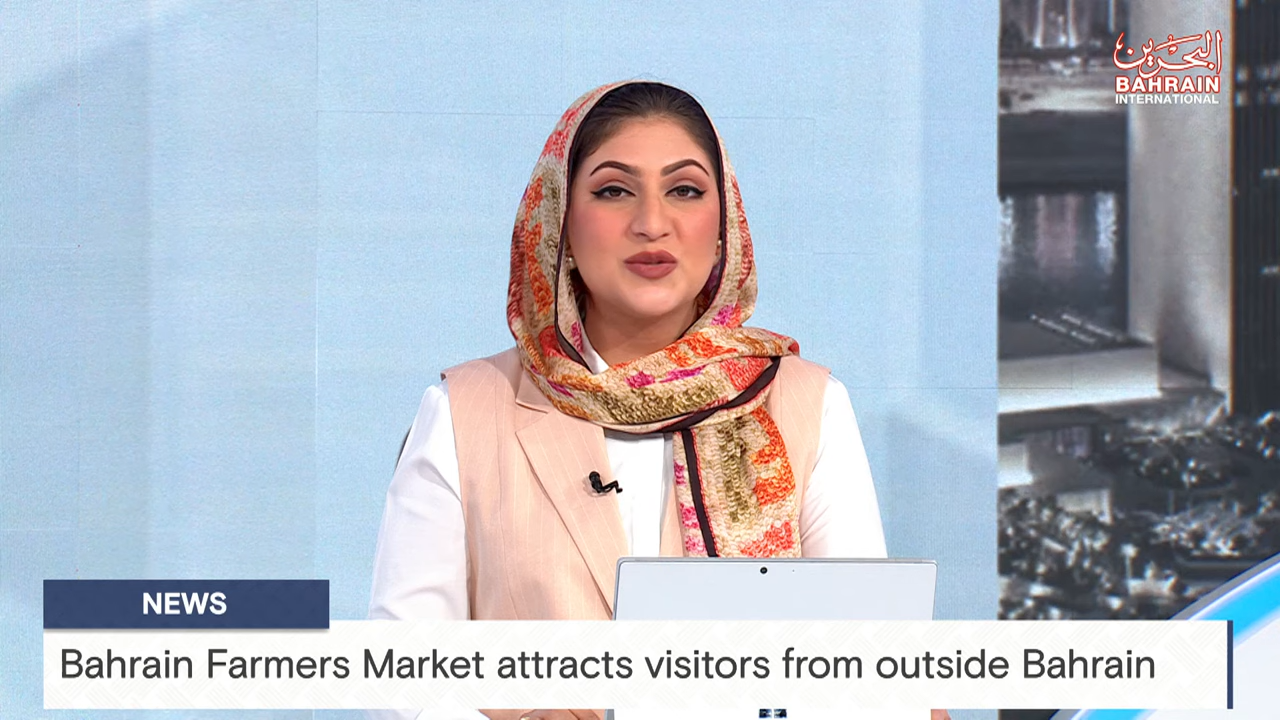 البحرين
BAHRAIN
INTERNATIONAL
NEWS
Bahrain Farmers Market attracts visitors from outside Bahrain